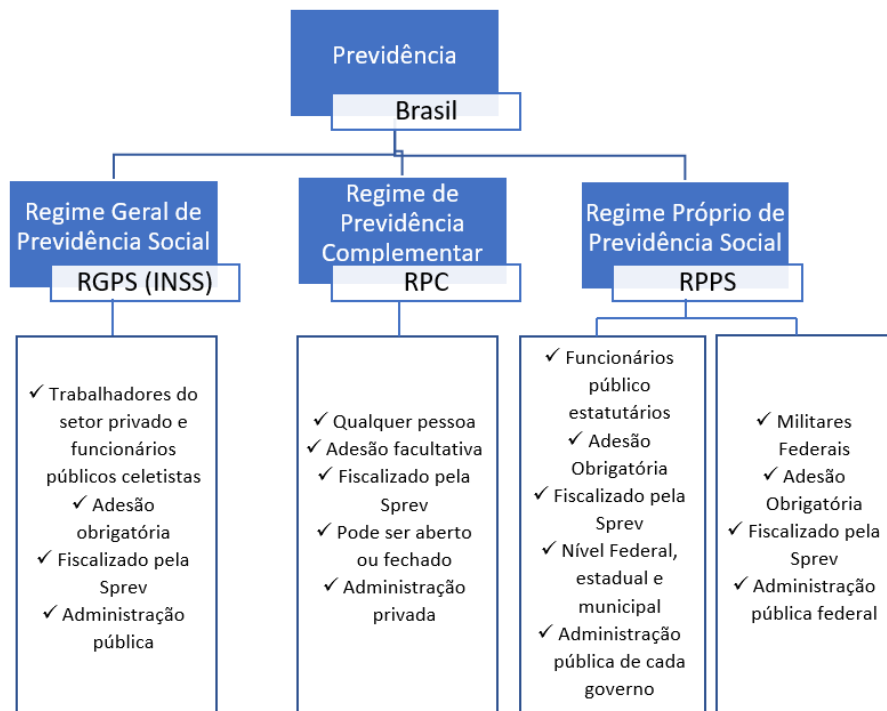 Previdência
Brasil
Regime Geral de
Previdência Social
RGPS (INSS)
Regime de
Previdência
Complementar
RPC
Regime Próprio de
Previdência Social
RPPS
✓ Trabalhadores do
setor privado e
funcionários
públicos celetistas
✓ Adesão
obrigatória
✓ Fiscalizado pela
Sprev
✓ Administração
pública
✓ Qualquer pessoa
✓ Adesão facultativa
✓ Fiscalizado pela
Sprev
✓ Pode ser aberto
ou fechado
✓ Administração
privada
✓ Funcionários
público
estatutários
✓ Adesão
Obrigatória
✓ Fiscalizado pela
Sprev
✓ Nível Federal,
estadual e
municipal
✓ Administração
pública de cada
governo
✓ Militares
Federais
✓ Adesão
Obrigatória
✓ Fiscalizado pela
Sprev
✓ Administração
pública federal